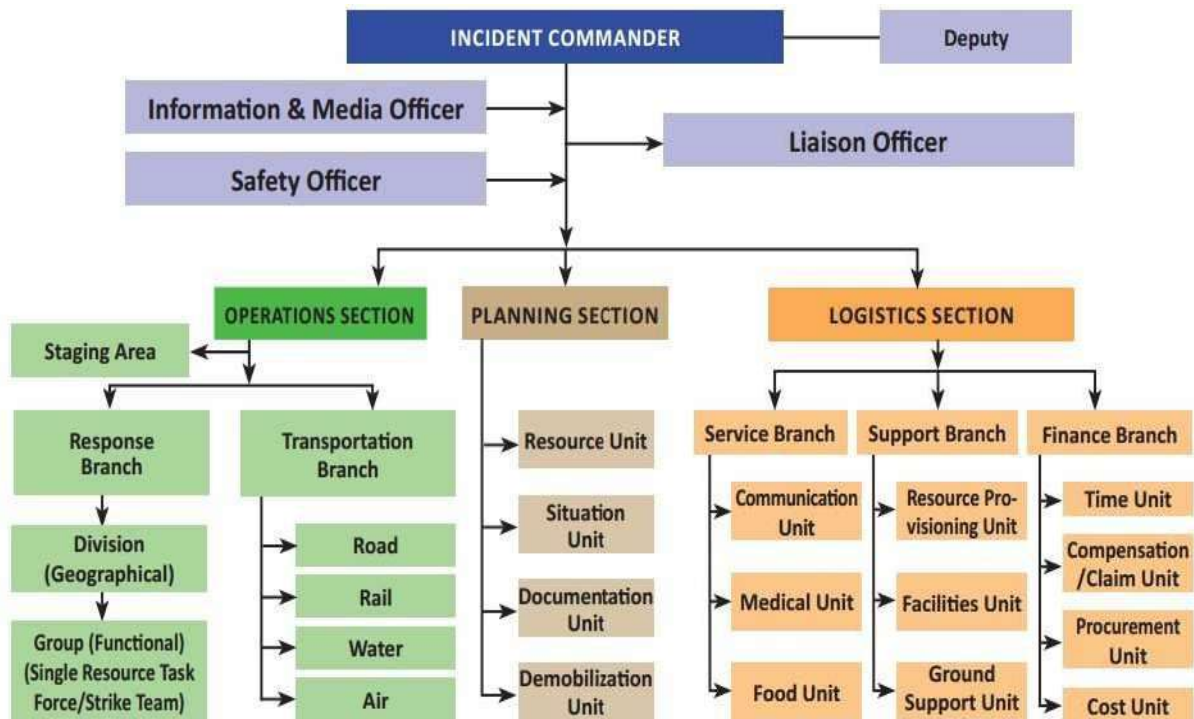 INCIDENT COMMANDER
Deputy
Information & Media Officer
Liaison Officer
Safety Officer
OPERATIONS SECTION
PLANNING SECTION
LOGISTICS SECTION
Staging Area
Response
Branch
Transportation
Branch
Division
(Geographical)
Group (Functional)
(Single Resource Task
Force/Strike Team)
Road
Rail
Water
Air
Resource Unit
Situation
Unit
Documentation
Unit
Demobilization
Unit
Service Branch
Communication
Unit
Medical Unit
Food Unit
Support Branch
Resource Pro-
visioning Unit
Facilities Unit
Ground
Support Unit
Finance Branch
Time Unit
Compensation
/Claim Unit
Procurement
Unit
Cost Unit